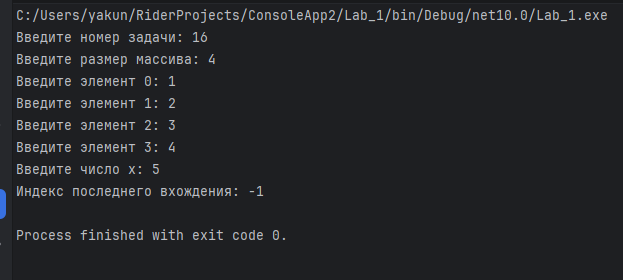 C:/Users/yakun/RiderProjects/ConsoleApp2/Lab_1/bin/Debug/net10.0/Lab_1.exe
Введите номер задачи: 16
Введите размер массива: 4
Введите элемент 0: 1
Введите элемент 1: 2
Введите элемент 2: 3
Введите элемент 3: 4
Введите число x: 5
Индекс последнего вхождения: -1
Process finished with exit code 0.